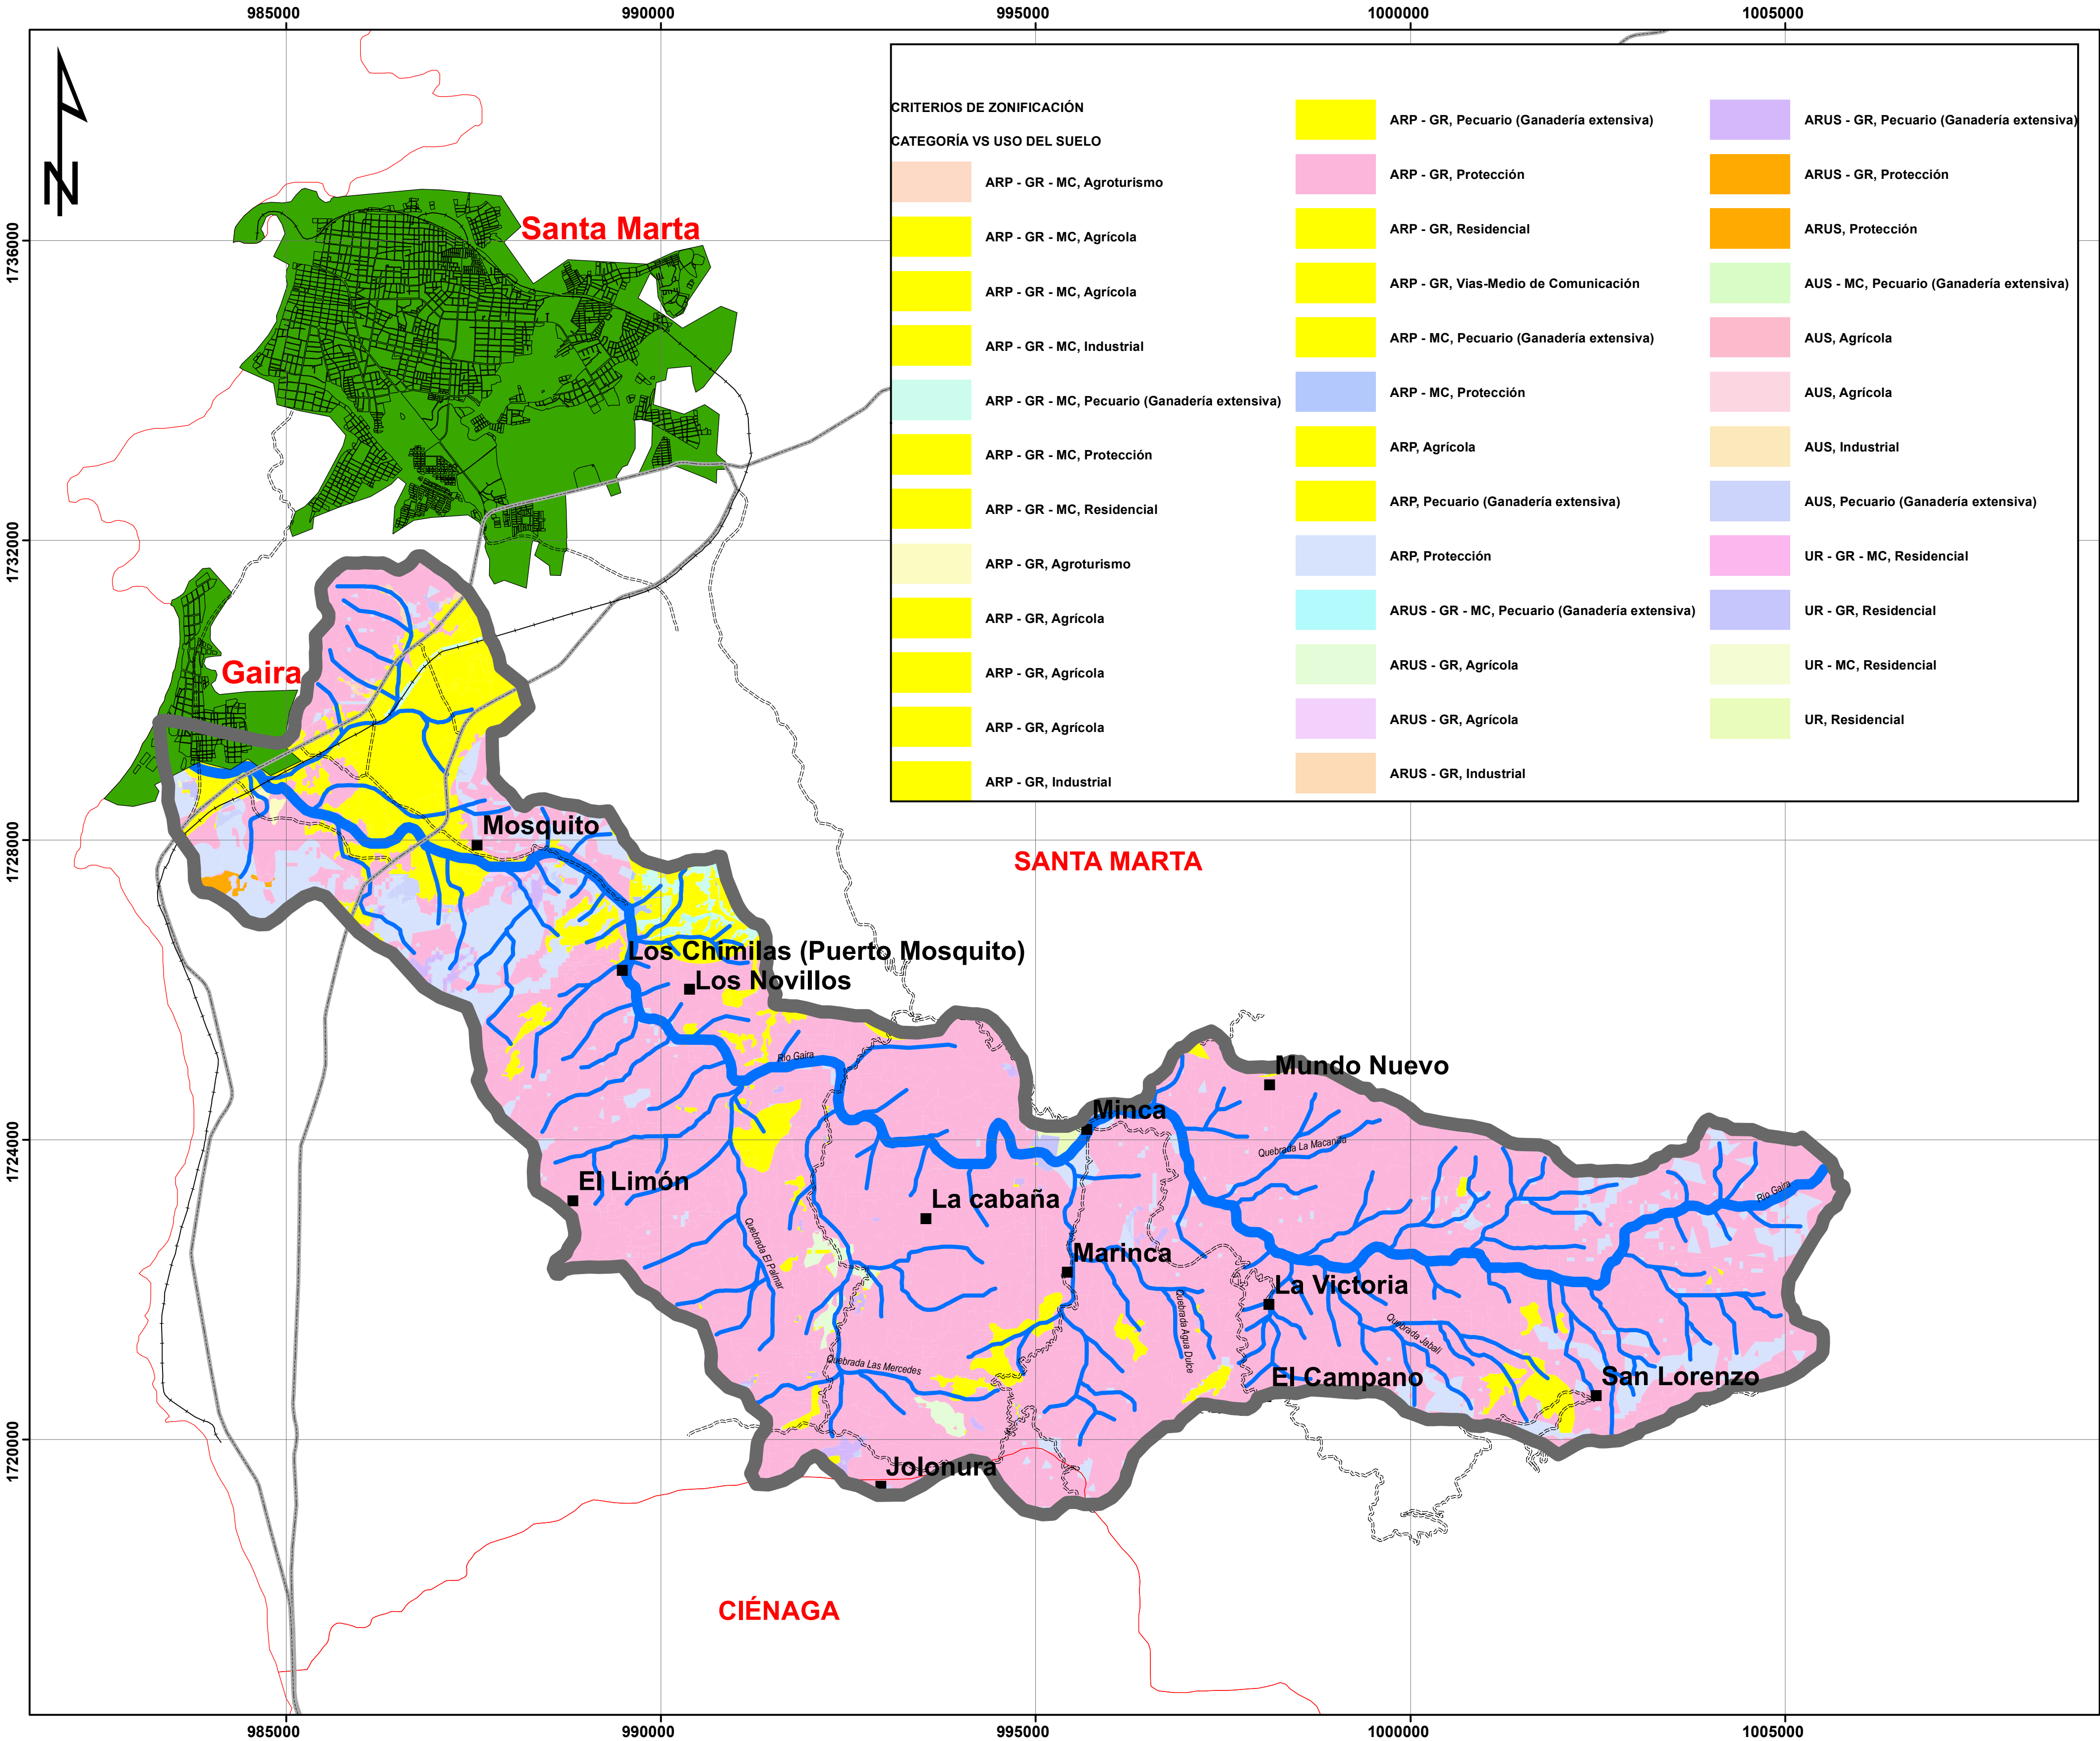 985000
990000
995000
1000000
1005000
N
CRITERIOS DE ZONIFICACIÓN
CATEGORÍA VS USO DEL SUELO
ARP - GR - MC, Agroturismo
ARP - GR - MC, Agrícola
ARP - GR - MC, Agrícola
ARP - GR - MC, Industrial
ARP - GR - MC, Pecuario (Ganadería extensiva)
ARP - GR - MC, Protección
ARP - GR - MC, Residencial
ARP - GR, Agroturismo
ARP - GR, Agrícola
ARP - GR, Agrícola
ARP - GR, Agrícola
ARP - GR, Industrial
ARP - GR, Pecuario (Ganadería extensiva)
ARP - GR, Protección
ARP - GR, Residencial
ARP - GR, Vias-Medio de Comunicación
ARP - MC, Pecuario (Ganadería extensiva)
ARP - MC, Protección
ARP, Agrícola
ARP, Pecuario (Ganadería extensiva)
ARP, Protección
ARUS - GR - MC, Pecuario (Ganadería extensiva)
ARUS - GR, Agrícola
ARUS - GR, Agrícola
ARUS - GR, Industrial
ARUS - GR, Pecuario (Ganadería extensiva)
ARUS - GR, Protección
ARUS, Protección
AUS - MC, Pecuario (Ganadería extensiva)
AUS, Agrícola
AUS, Agrícola
AUS, Industrial
AUS, Pecuario (Ganadería extensiva)
UR - GR - MC, Residencial
UR - GR, Residencial
UR - MC, Residencial
UR, Residencial
1736000
1732000
1728000
1724000
1720000
Santa Marta
Gaira
Mosquito
SANTA MARTA
Los Chimilas (Puerto Mosquito)
Los Novillos
Rio Gaira
Mundo Nuevo
Minca
Quebrada La Macanilla
El Limón
La cabaña
Rio Gaira
Quebrada El Palmar
Marinca
La Victoria
Quebrada Agua Dulce
Quebrada Jabalí
Quebrada Las Mercedes
El Campano
San Lorenzo
Jolonura
CIÉNAGA
985000
990000
995000
1000000
1005000